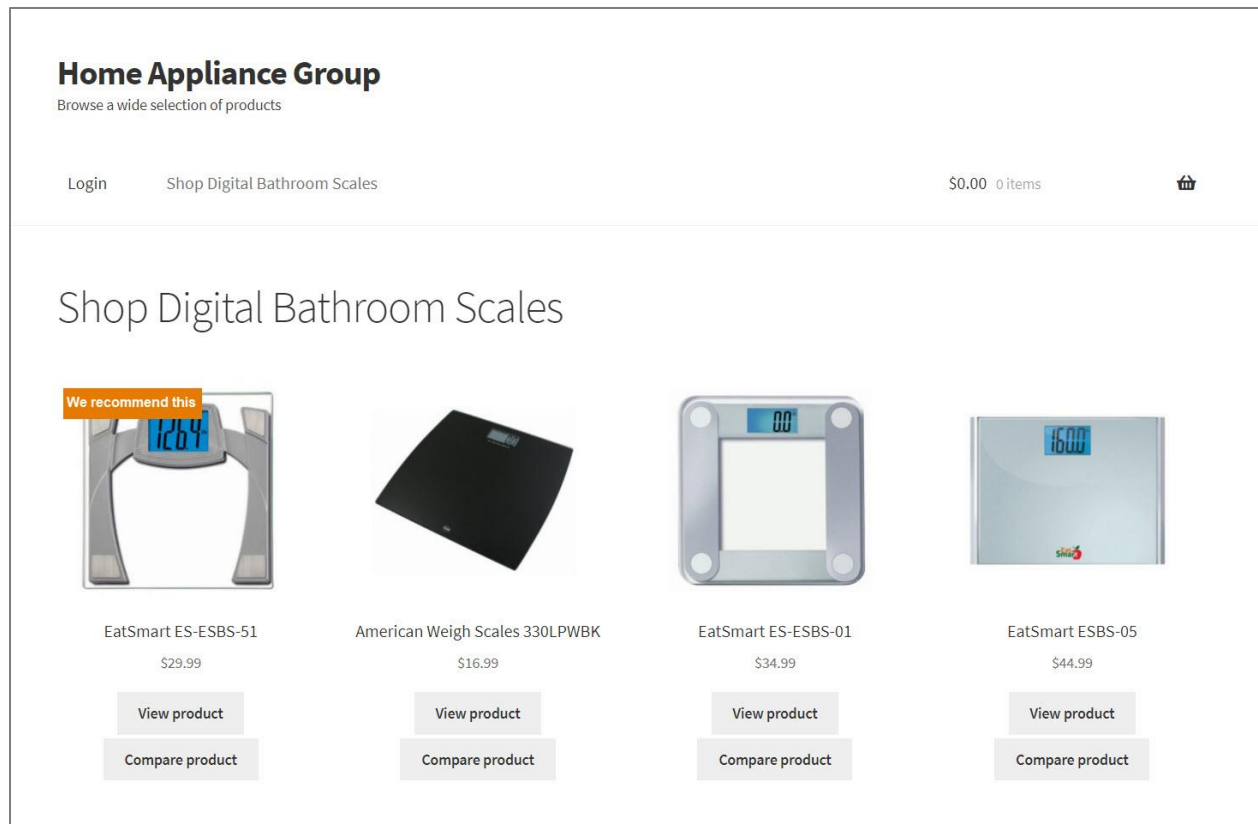 Home Appliance Group
Browse a wide selection of products
Login Shop Digital Bathroom Scales $0.00 0 items
Shop Digital Bathroom Scales
We recommend this
126.4
0.0
160.0
Eat
Smart
EatSmart ES-ESBS-51 American Weigh Scales 330LPWBK EatSmart ES-ESBS-01 EatSmart ESBS-05
$29.99 $16.99 $34.99 $44.99
View product View product View product View product
Compare product Compare product Compare product Compare product